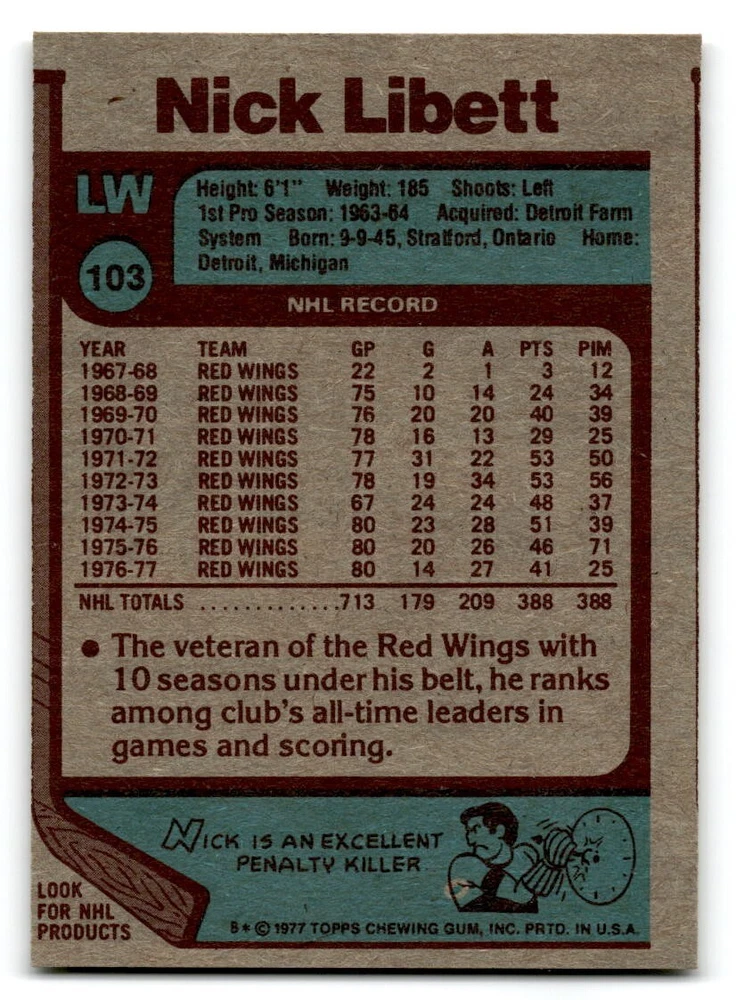 Nick Libett
LW
103
Height: 6'1" Weight: 185 Shoots: Left
1st Pro Season: 1963-64 Acquired: Detroit Farm
System Born: 9-9-45, Stratford, Ontario Home:
Detroit, Michigan
NHL RECORD
YEAR TEAM GP G A PTS PIM
1967-68 RED WINGS 22 2 1 3 12
1968-69 RED WINGS 75 10 14 24 34
1969-70 RED WINGS 76 20 20 40 39
1970-71 RED WINGS 78 16 13 29 25
1971-72 RED WINGS 77 31 22 53 50
1972-73 RED WINGS 78 19 34 53 56
1973-74 RED WINGS 67 24 24 48 37
1974-75 RED WINGS 80 23 28 51 39
1975-76 RED WINGS 80 20 26 46 71
1976-77 RED WINGS 80 14 27 41 25
NHL TOTALS ..............713 179 209 388 388
• The veteran of the Red Wings with
10 seasons under his belt, he ranks
among club's all-time leaders in
games and scoring.
NICK IS AN EXCELLENT
PENALTY KILLER
LOOK
FOR NHL
PRODUCTS
B* © 1977 TOPPS CHEWING GUM, INC. PRTD. IN U.S.A.